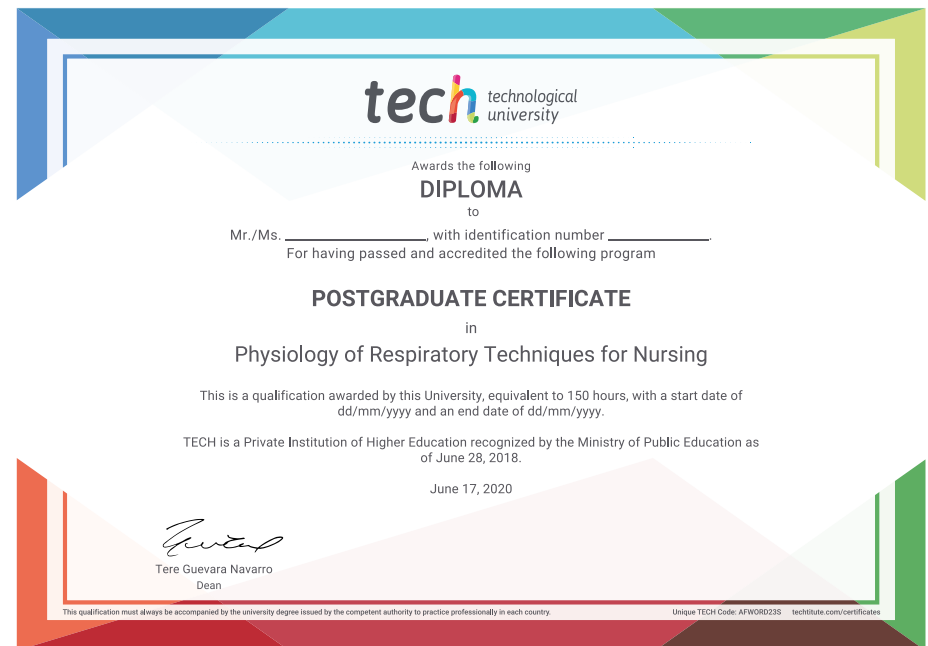 tech technological
university
Awards the following
DIPLOMA
to
Mr./Ms. ____________________, with identification number ______________.
For having passed and accredited the following program
POSTGRADUATE CERTIFICATE
in
Physiology of Respiratory Techniques for Nursing
This is a qualification awarded by this University, equivalent to 150 hours, with a start date of
dd/mm/yyyy and an end date of dd/mm/yyyy.
TECH is a Private Institution of Higher Education recognized by the Ministry of Public Education as
of June 28, 2018.
June 17, 2020
Tere Guevara Navarro
Dean
This qualification must always be accompanied by the university degree issued by the competent authority to practice professionally in each country.
Unique TECH Code: AFWORD23S techtitute.com/certificates